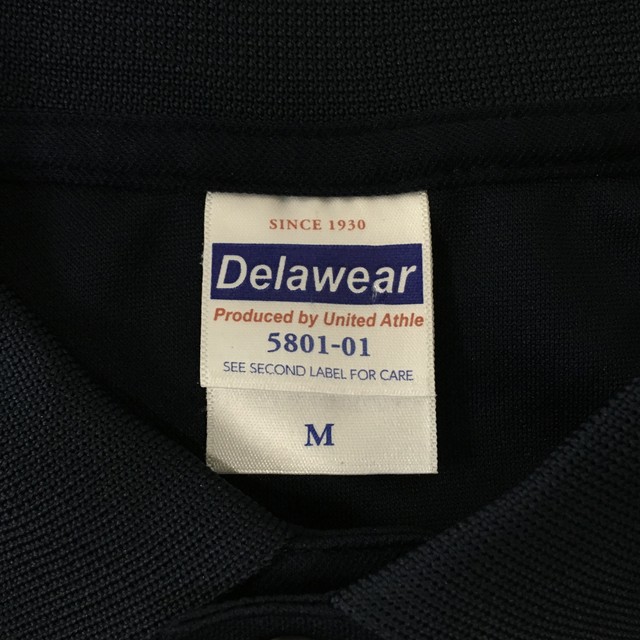 SINCE 1930
Delawear
Produced by United Athle
5801-01
SEE SECOND LABEL FOR CARE
M